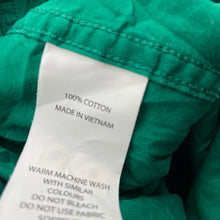 100% COTTON
MADE IN VIETNAM
WARM MACHINE WASH
WITH SIMILAR
COLOURS
DO NOT BLEACH
DO NOT USE FABRIC